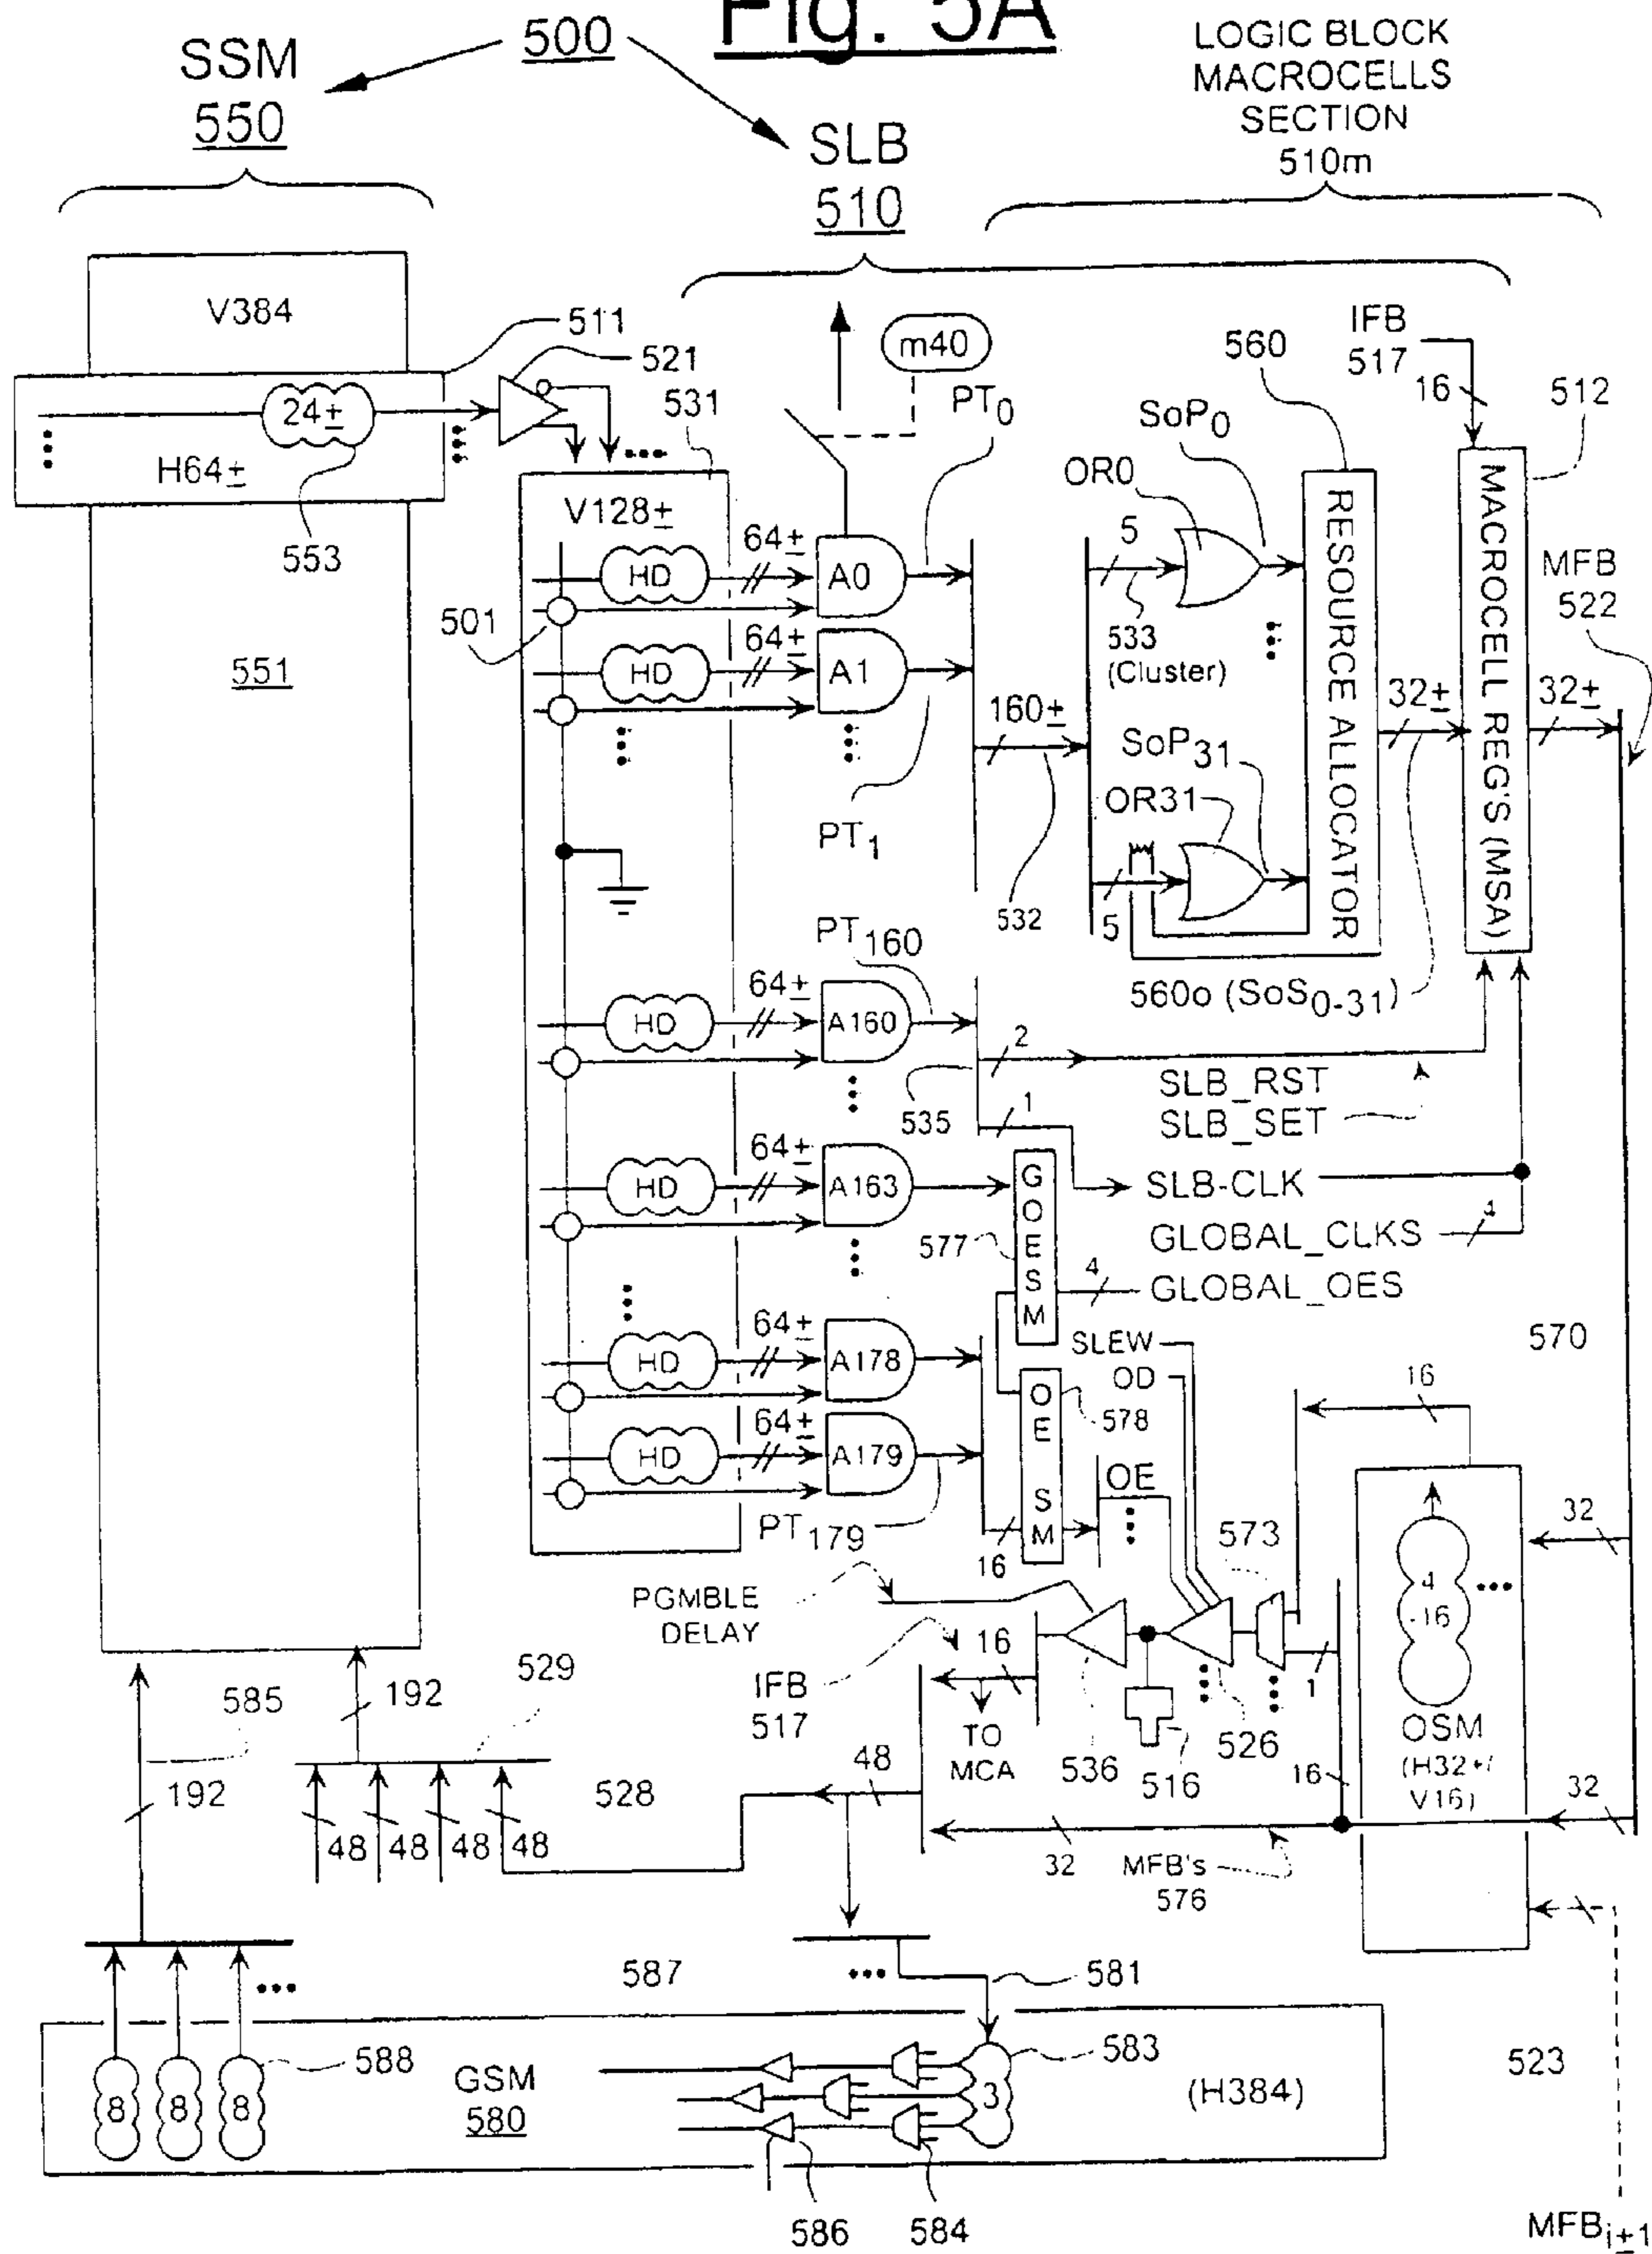 Fig. 5A
SSM
550
500
SLB
510
LOGIC BLOCK
MACROCELLS
SECTION
510m
V384
511
521
531
24±
H64±
553
551
m40
PT0
560
IFB
517
16
512
SoP0
OR0
V128±
HD
64±
A0
501
HD
64±
A1
PT1
5
533
(Cluster)
160±
532
SoP31
OR31
5
RESOURCE ALLOCATOR
32±
MACROCELL REG'S (MSA)
32±
MFB
522
560o (SoS0-31)
PT160
HD
64±
A160
535
2
SLB_RST
SLB_SET
1
HD
64±
A163
GOESM
577
SLB-CLK
GLOBAL_CLKS
4
GLOBAL_OES
4
HD
64±
A178
HD
64±
A179
PT179
16
OE SM
578
SLEW
OD
OE
570
16
573
32
4
-16
OSM
(H32+/
V16)
PGMBLE
DELAY
IFB
517
16
TO
MCA
536
516
526
1
16
48
32
MFB's
576
32
585
192
192
529
528
48
48
48
48
587
581
588
8
8
8
GSM
580
583
3
(H384)
586
584
523
MFBi±1